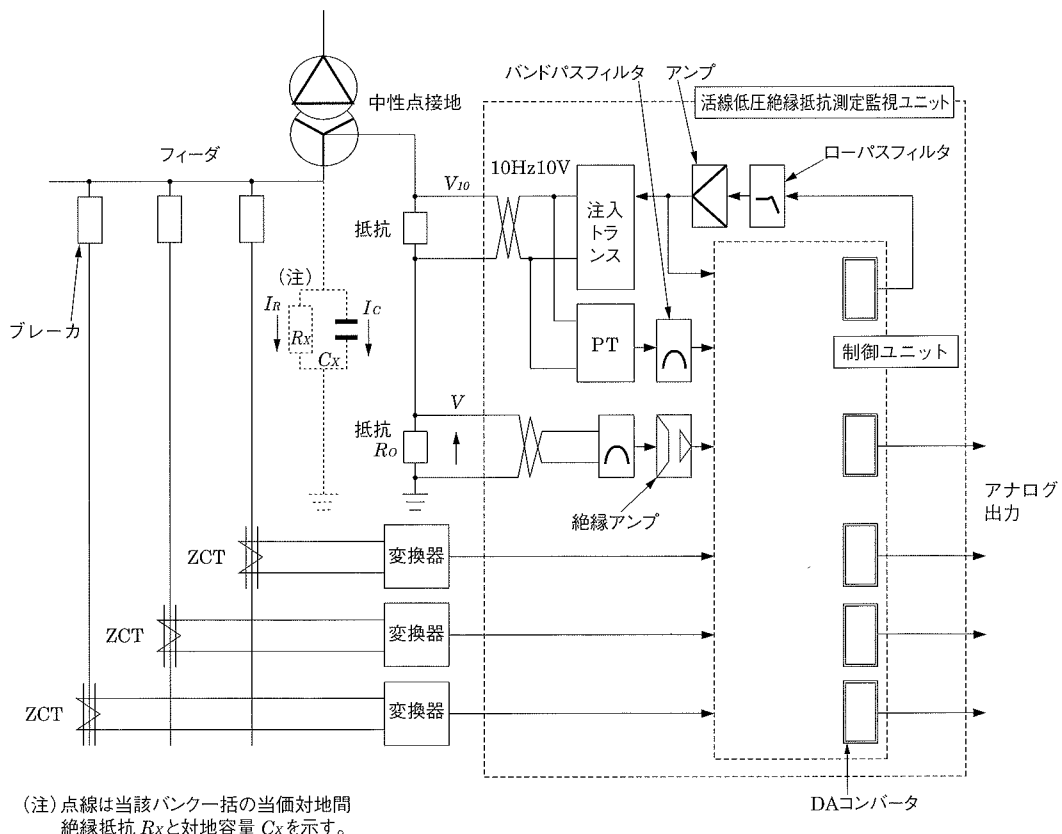 バンドパスフィルタ
アンプ
中性点接地
活線低圧絶縁抵抗測定監視ユニット
フィーダ
ローパスフィルタ
10Hz10V
V10
注入
トランス
抵抗
(注)
IR
IC
RX
CX
ブレーカ
PT
制御ユニット
V
抵抗
RO
絶縁アンプ
アナログ
出力
ZCT
変換器
ZCT
変換器
ZCT
変換器
DAコンバータ
(注)点線は当該バンク一括の当価対地間
絶縁抵抗RXと対地容量CXを示す。